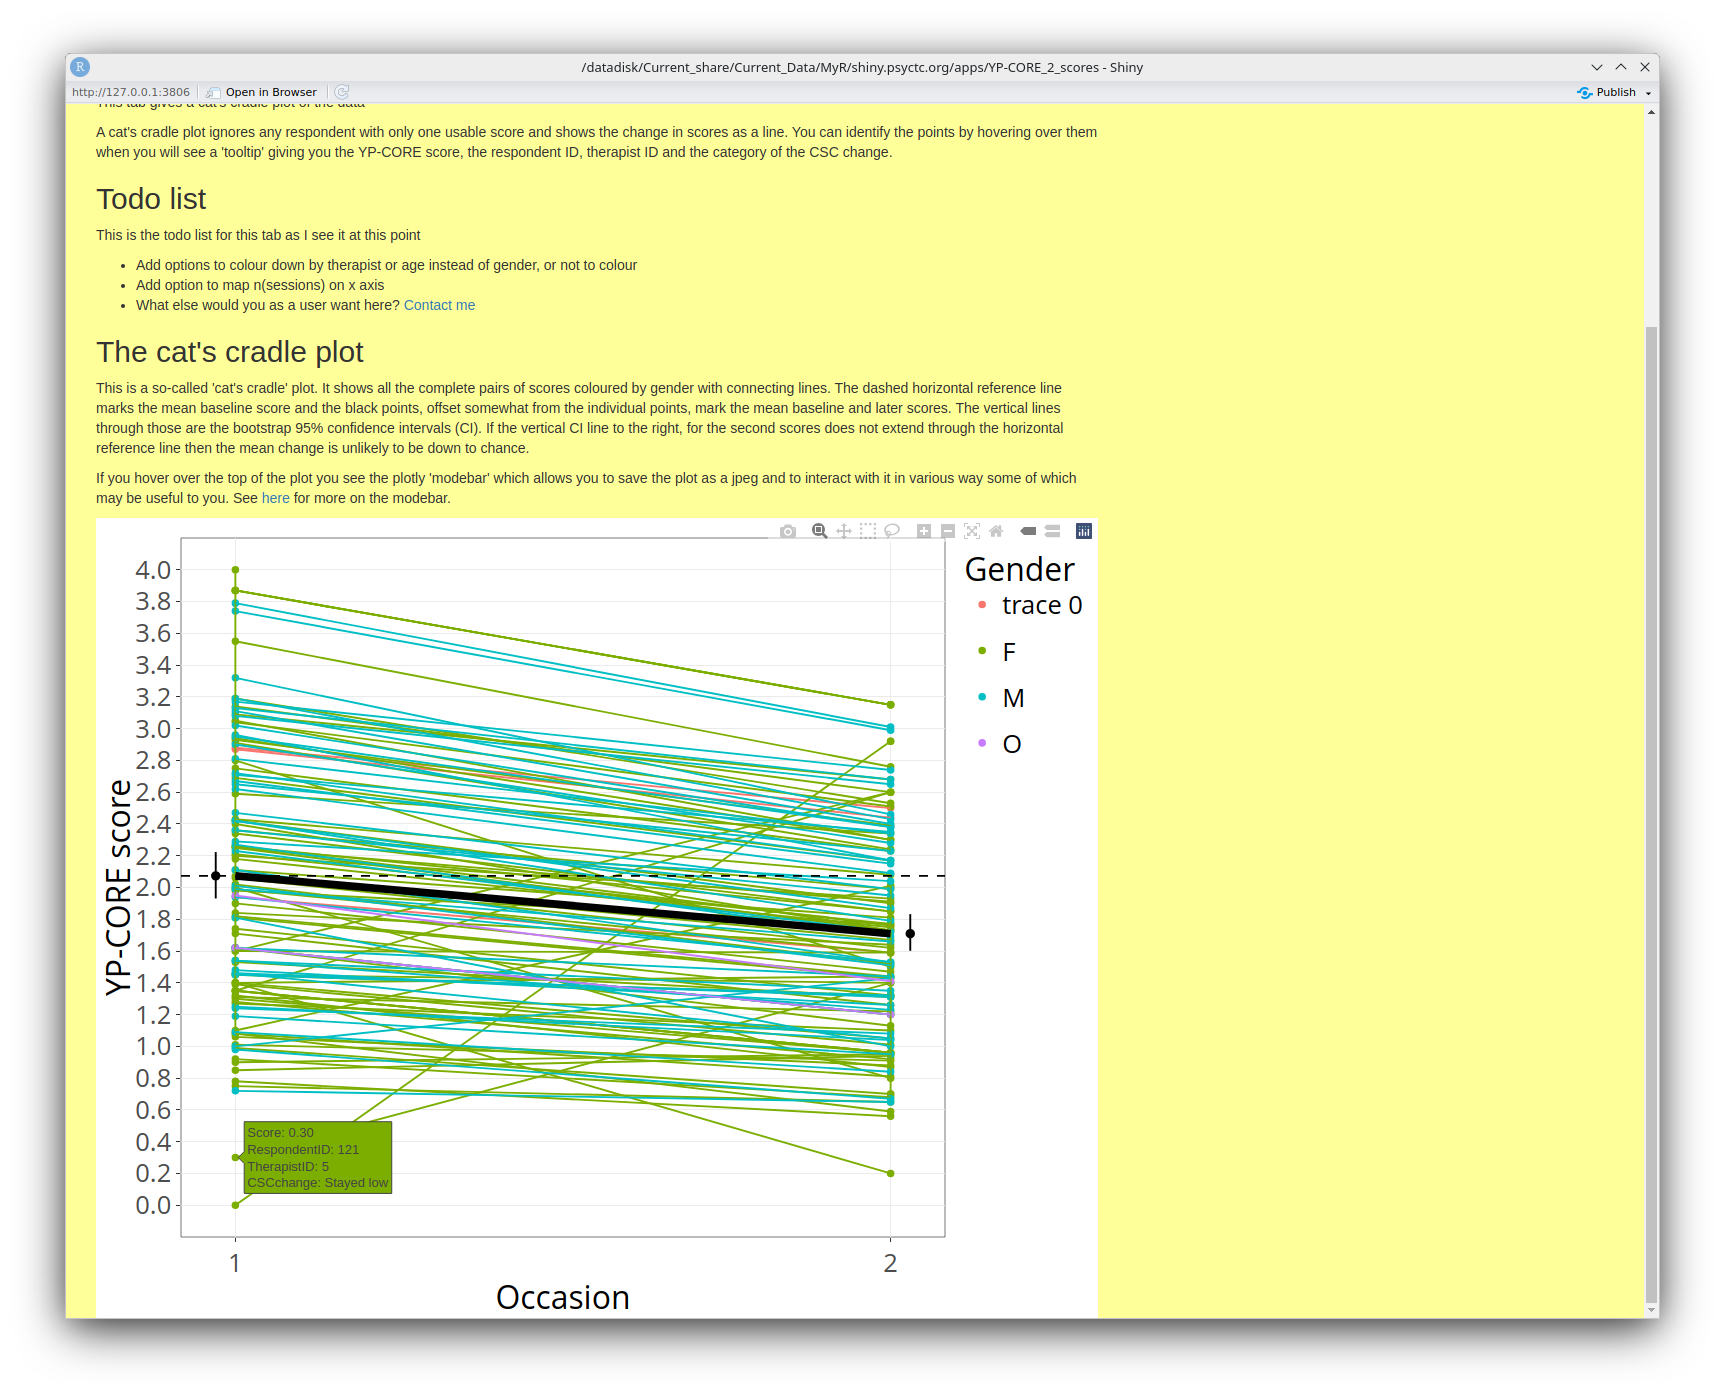 /datadisk/Current_share/Current_Data/MyR/shiny.psyctc.org/apps/YP-CORE_2_scores - Shiny
http://127.0.0.1:3806
Open in Browser
Publish
This tab gives a cat's cradle plot of the data
A cat's cradle plot ignores any respondent with only one usable score and shows the change in scores as a line. You can identify the points by hovering over them
when you will see a 'tooltip' giving you the YP-CORE score, the respondent ID, therapist ID and the category of the CSC change.
Todo list
This is the todo list for this tab as I see it at this point
• Add options to colour down by therapist or age instead of gender, or not to colour
• Add option to map n(sessions) on x axis
• What else would you as a user want here? Contact me
The cat's cradle plot
This is a so-called 'cat's cradle' plot. It shows all the complete pairs of scores coloured by gender with connecting lines. The dashed horizontal reference line
marks the mean baseline score and the black points, offset somewhat from the individual points, mark the mean baseline and later scores. The vertical lines
through those are the bootstrap 95% confidence intervals (CI). If the vertical CI line to the right, for the second scores does not extend through the horizontal
reference line then the mean change is unlikely to be down to chance.
If you hover over the top of the plot you see the plotly 'modebar' which allows you to save the plot as a jpeg and to interact with it in various way some of which
may be useful to you. See here for more on the modebar.
YP-CORE score
4.0
3.8
3.6
3.4
3.2
3.0
2.8
2.6
2.4
2.2
2.0
1.8
1.6
1.4
1.2
1.0
0.8
0.6
0.4
0.2
0.0
Score: 0.30
RespondentID: 121
TherapistID: 5
CSCchange: Stayed low
1
2
Occasion
Gender
trace 0
F
M
O